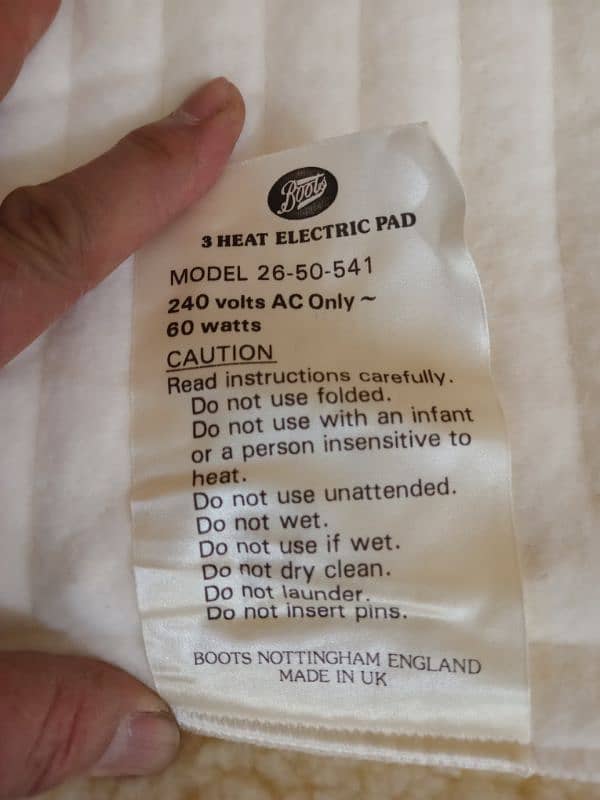 Boots
3 HEAT ELECTRIC PAD
MODEL 26-50-541
240 volts AC Only ~
60 watts
CAUTION
Read instructions carefully.
Do not use folded.
Do not use with an infant
or a person insensitive to
heat.
Do not use unattended.
Do not wet.
Do not use if wet.
Do not dry clean.
Do not launder.
Do not insert pins.
BOOTS NOTTINGHAM ENGLAND
MADE IN UK